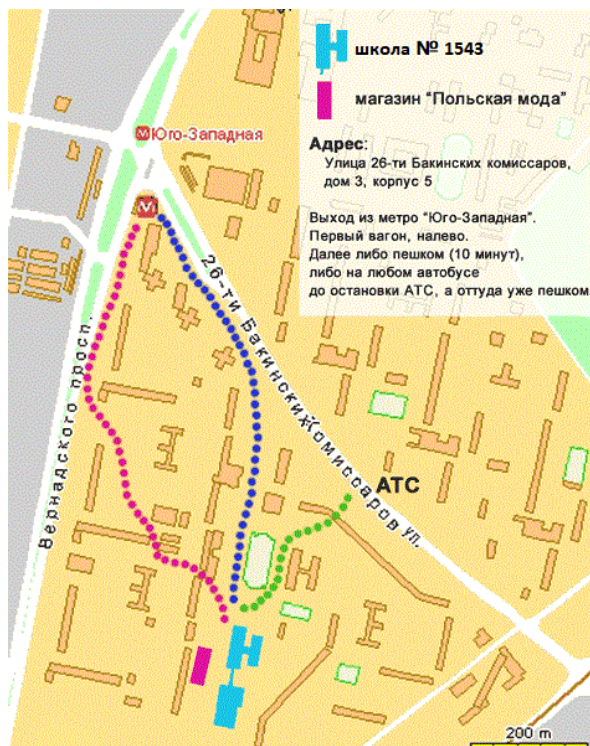 школа № 1543
магазин “Польская мода”
Адрес:
Улица 26-ти Бакинских комиссаров,
дом 3, корпус 5
Выход из метро “Юго-Западная”.
Первый вагон, налево.
Далее либо пешком (10 минут),
либо на любом автобусе
до остановки АТС, а оттуда уже пешком
М Юго-Западная
М
26-ти Бакинских Комиссаров ул.
Вернадского просп.
АТС
200 m